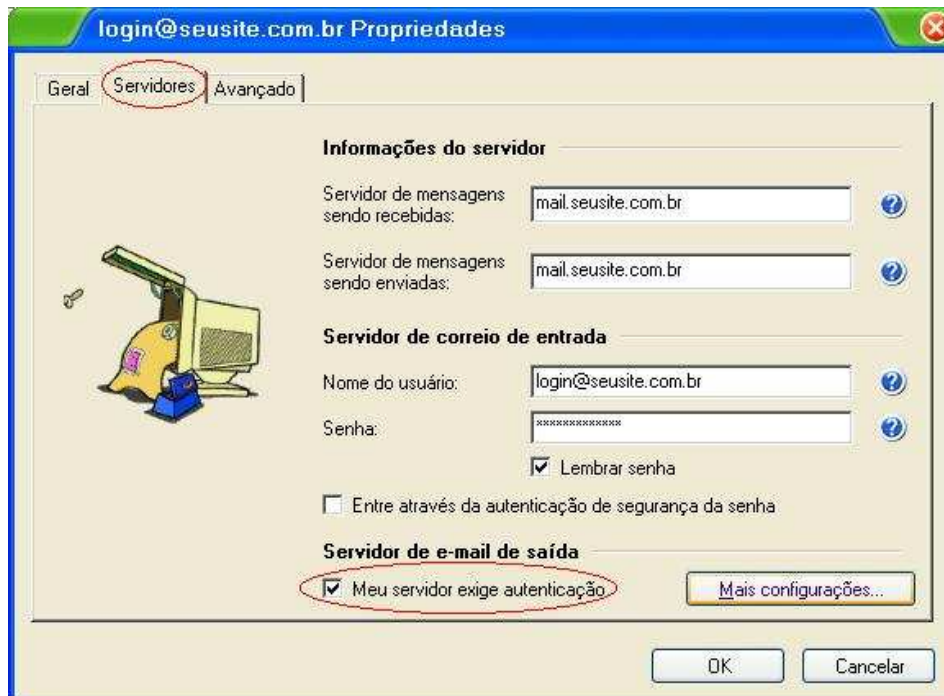 login@seusite.com.br Propriedades
Geral Servidores Avançado
Informações do servidor
Servidor de mensagens
sendo recebidas:
mail.seusite.com.br
Servidor de mensagens
sendo enviadas:
mail.seusite.com.br
Servidor de correio de entrada
Nome do usuário:
login@seusite.com.br
Senha:
*************
Lembrar senha
Entre através da autenticação de segurança da senha
Servidor de e-mail de saída
Meu servidor exige autenticação
Mais configurações...
OK Cancelar